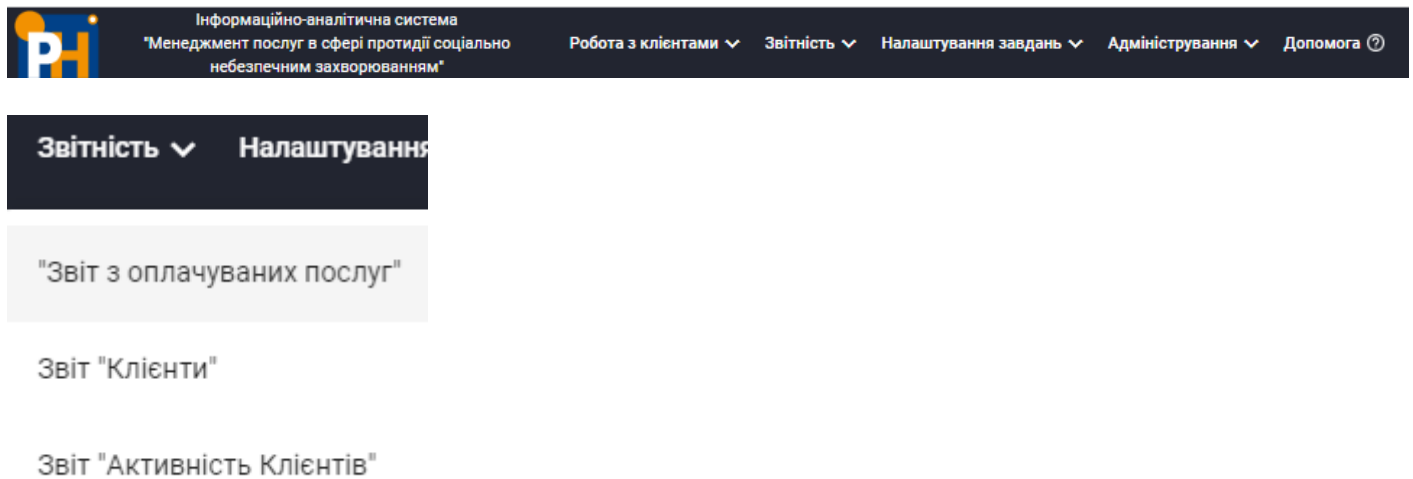 PH
Інформаційно-аналітична система
"Менеджмент послуг в сфері протидії соціально
небезпечним захворюванням"
Робота з клієнтами Звітність Налаштування завдань Адміністрування Допомога ?
Звітність Налаштування
"Звіт з оплачуваних послуг"
Звіт "Клієнти"
Звіт "Активність Клієнтів"